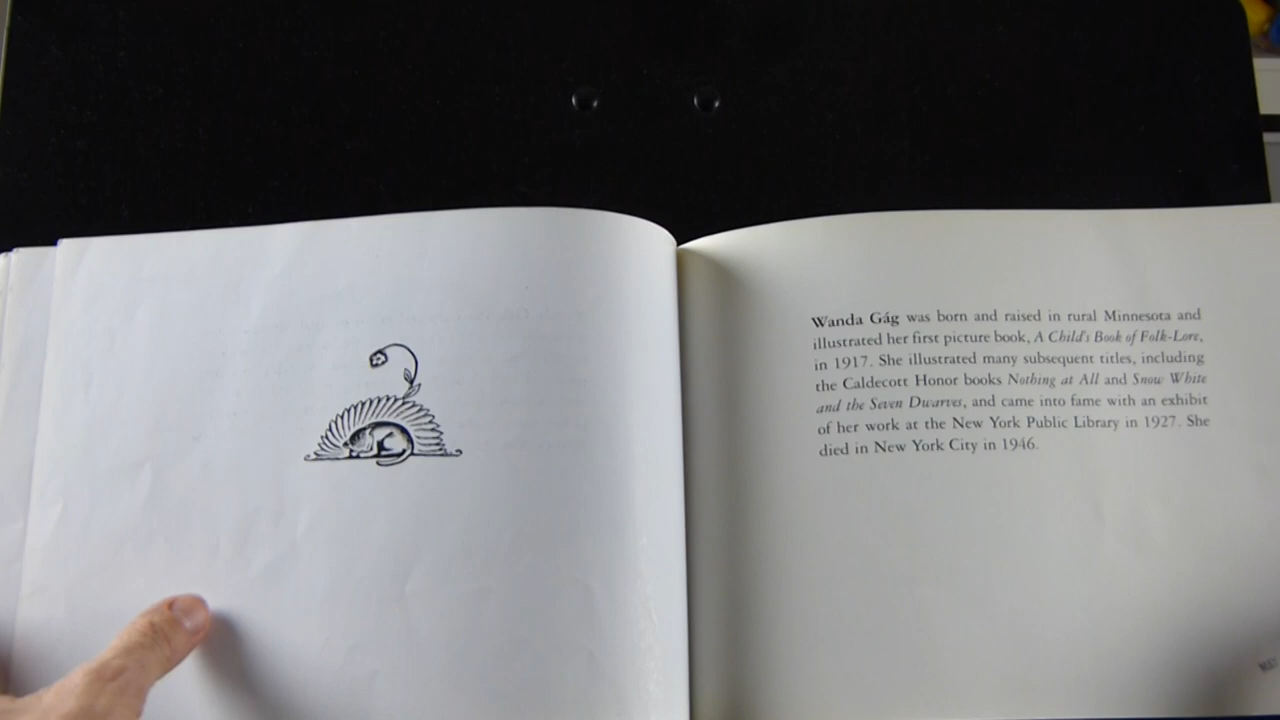 Wanda Gág was born and raised in rural Minnesota and
illustrated her first picture book, A Child's Book of Folk-Lore,
in 1917. She illustrated many subsequent titles, including
the Caldecott Honor books Nothing at All and Snow White
and the Seven Dwarves, and came into fame with an exhibit
of her work at the New York Public Library in 1927. She
died in New York City in 1946.